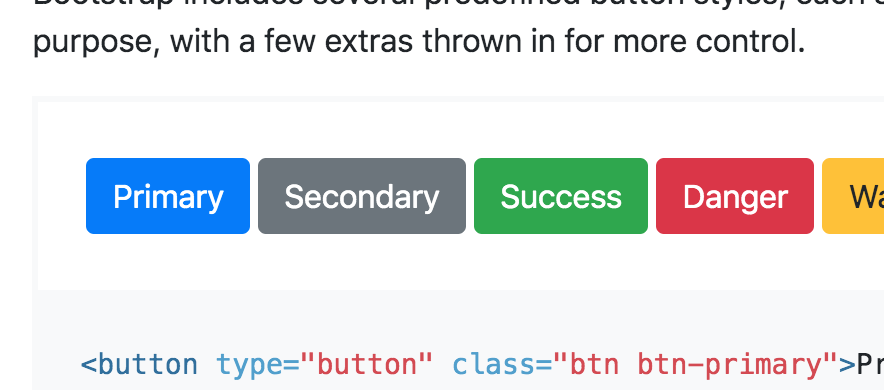 purpose, with a few extras thrown in for more control.
Primary Secondary Success Danger
<button type="button" class="btn btn-primary">